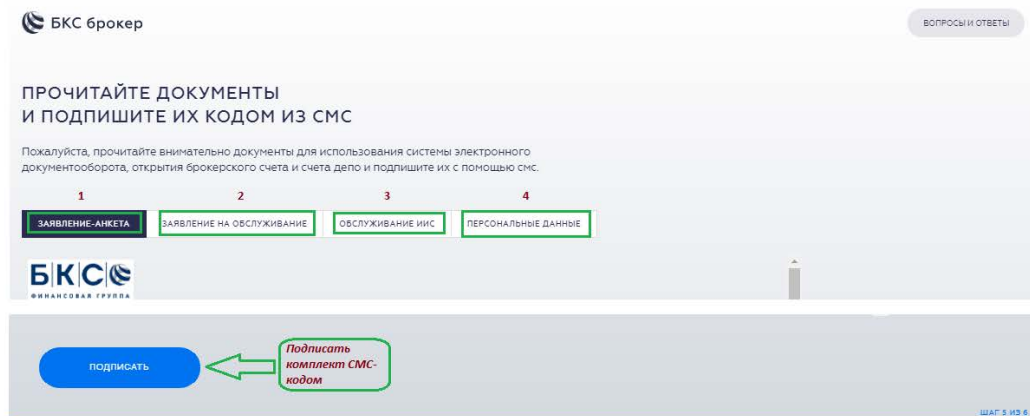 БКС брокер
ВОПРОСЫ И ОТВЕТЫ
ПРОЧИТАЙТЕ ДОКУМЕНТЫ
И ПОДПИШИТЕ ИХ КОДОМ ИЗ СМС
Пожалуйста, прочитайте внимательно документы для использования системы электронного
документооборота, открытия брокерского счета и счета депо и подпишите их с помощью смс.
1 2 3 4
ЗАЯВЛЕНИЕ-АНКЕТА ЗАЯВЛЕНИЕ НА ОБСЛУЖИВАНИЕ ОБСЛУЖИВАНИЕ ИИС ПЕРСОНАЛЬНЫЕ ДАННЫЕ
БКС
ФИНАНСОВАЯ ГРУППА
ПОДПИСАТЬ
Подписать
комплект СМС-
кодом
ШАГ 5 ИЗ 6